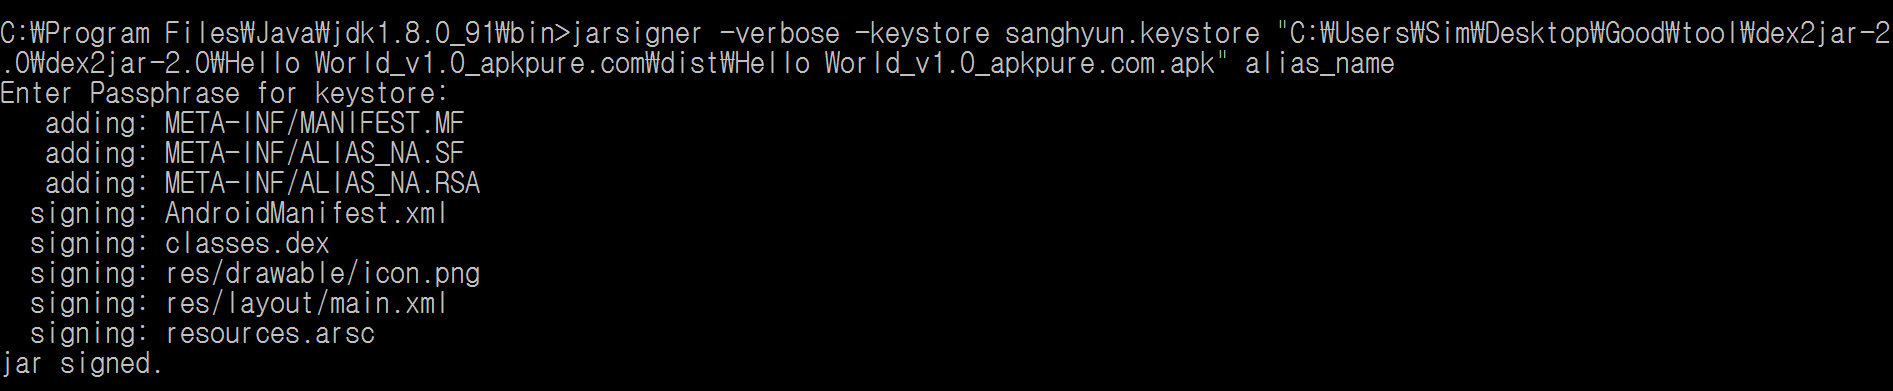 C:₩Program Files₩Java₩jdk1.8.0_91₩bin>jarsigner -verbose -keystore sanghyun.keystore "C:₩Users₩Sim₩Desktop₩Good₩tool₩dex2jar-2
.0₩dex2jar-2.0₩Hello World_v1.0_apkpure.com₩dist₩Hello World_v1.0_apkpure.com.apk" alias_name
Enter Passphrase for keystore:
   adding: META-INF/MANIFEST.MF
   adding: META-INF/ALIAS_NA.SF
   adding: META-INF/ALIAS_NA.RSA
  signing: AndroidManifest.xml
  signing: classes.dex
  signing: res/drawable/icon.png
  signing: res/layout/main.xml
  signing: resources.arsc
jar signed.